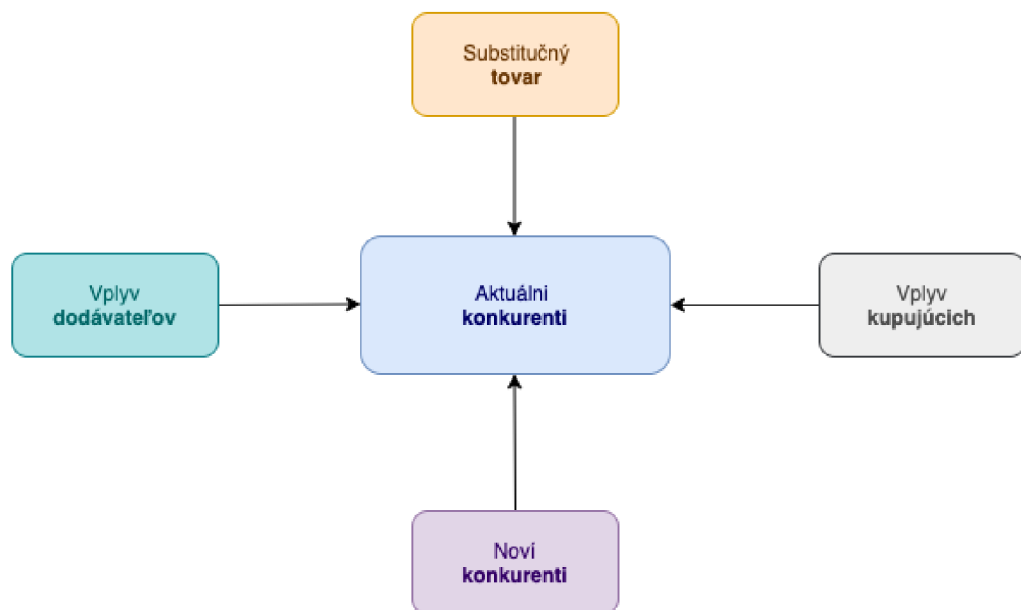 Substitučný
tovar
Vplyv
dodávateľov
Aktuálni
konkurenti
Vplyv
kupujúcich
Noví
konkurenti